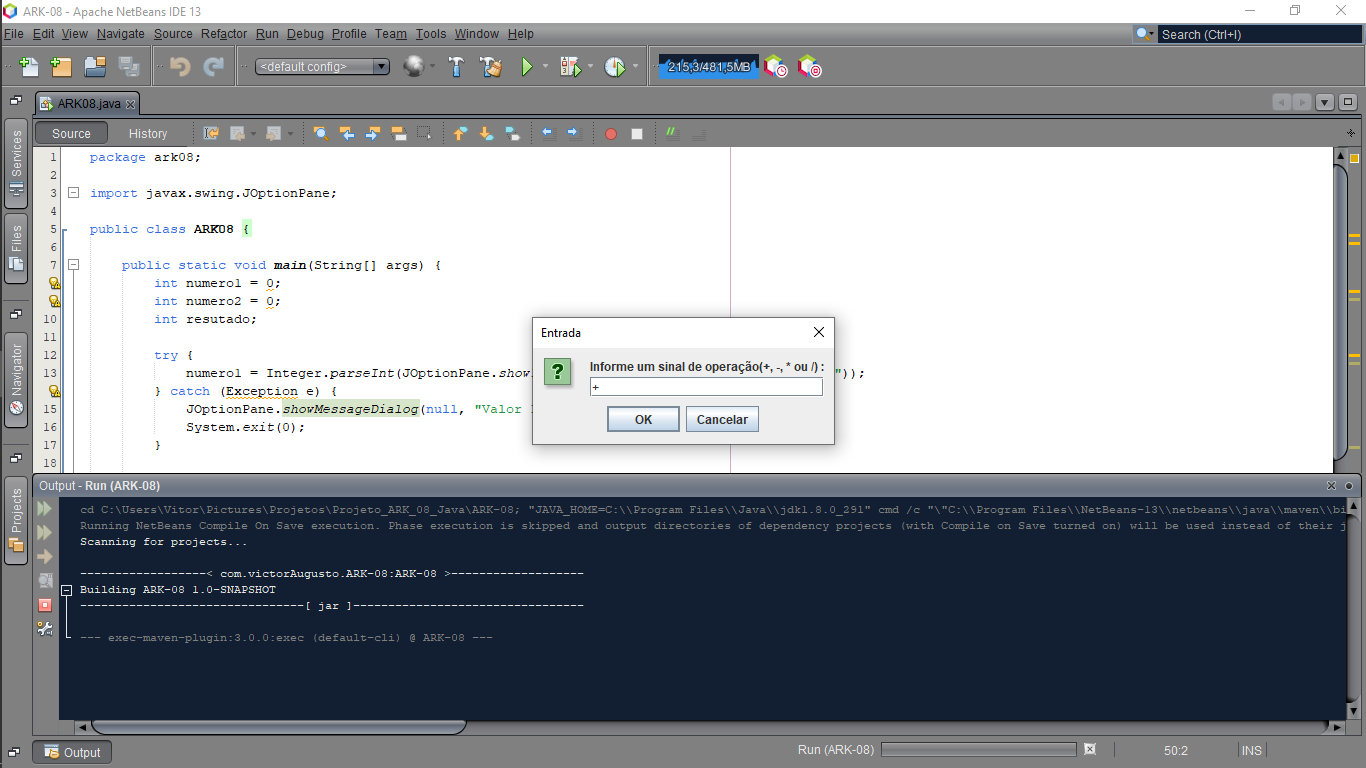 ARK-08 - Apache NetBeans IDE 13
File Edit View Navigate Source Refactor Run Debug Profile Team Tools Window Help
Search (Ctrl+I)
<default config>
215,3/481,5MB
ARK08.java
Source History
Services
Files
Navigator
Projects
1 package ark08;
2
3 import javax.swing.JOptionPane;
4
5 public class ARK08 {
6
7 public static void main(String[] args) {
int numero1 = 0;
int numero2 = 0;
10 int resutado;
11
12 try {
13 numero1 = Integer.parseInt(JOptionPane.show "));
} catch (Exception e) {
15 JOptionPane.showMessageDialog(null, "Valor
16 System.exit(0);
17 }
18
Entrada
Informe um sinal de operação(+, -, * ou /) :
+
OK Cancelar
Output - Run (ARK-08)
cd C:\Users\Vitor\Pictures\Projetos\Projeto_ARK_08_Java\ARK-08; "JAVA_HOME=C:\\Program Files\\Java\\jdk1.8.0_291" cmd /c "\"C:\\Program Files\\NetBeans-13\\netbeans\\java\\maven\\bi
Running NetBeans Compile On Save execution. Phase execution is skipped and output directories of dependency projects (with Compile on Save turned on) will be used instead of their j
Scanning for projects...
------------------< com.victorAugusto.ARK-08:ARK-08 >-------------------
Building ARK-08 1.0-SNAPSHOT
--------------------------------[ jar ]---------------------------------
--- exec-maven-plugin:3.0.0:exec (default-cli) @ ARK-08 ---
Output
Run (ARK-08)
50:2
INS